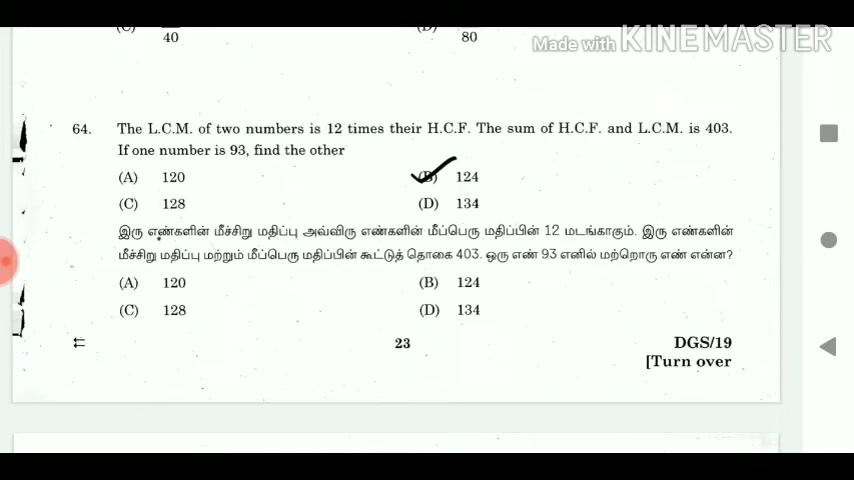 (C) 40
(D) 80
Made with KINEMASTER
64. The L.C.M. of two numbers is 12 times their H.C.F. The sum of H.C.F. and L.C.M. is 403.
If one number is 93, find the other
(A) 120 (B) 124
(C) 128 (D) 134
இரு எண்களின் மீச்சிறு மதிப்பு அவ்விரு எண்களின் மீப்பெரு மதிப்பின் 12 மடங்காகும். இரு எண்களின்
மீச்சிறு மதிப்பு மற்றும் மீப்பெரு மதிப்பின் கூட்டுத் தொகை 403. ஒரு எண் 93 எனில் மற்றொரு எண் என்ன?
(A) 120 (B) 124
(C) 128 (D) 134
⇇ 23 DGS/19
[Turn over